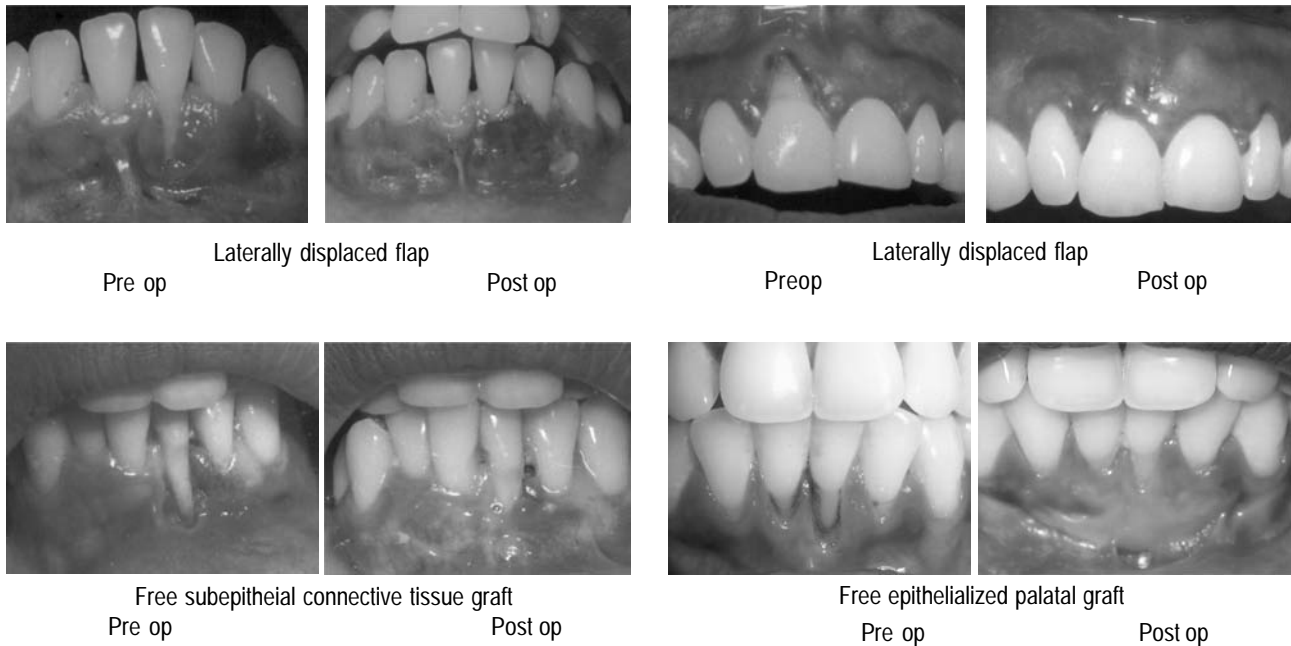 Laterally displaced flap
Pre op Post op
Laterally displaced flap
Preop Post op
Free subepitheial connective tissue graft
Pre op Post op
Free epithelialized palatal graft
Pre op Post op